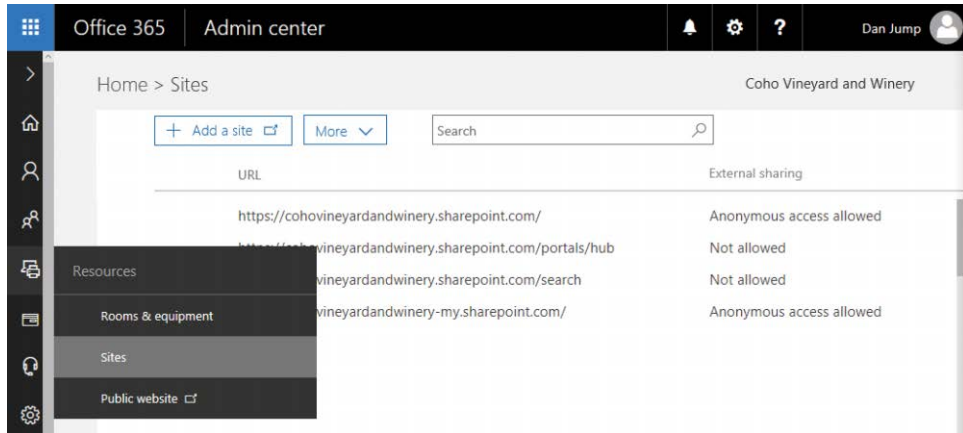 Office 365 Admin center ? Dan Jump
Home > Sites Coho Vineyard and Winery
+ Add a site More Search
URL External sharing
https://cohovineyardandwinery.sharepoint.com/ Anonymous access allowed
vineyardandwinery.sharepoint.com/portals/hub Not allowed
Resources
vineyardandwinery.sharepoint.com/search Not allowed
Rooms & equipment
vineyardandwinery-my.sharepoint.com/ Anonymous access allowed
Sites
Public website